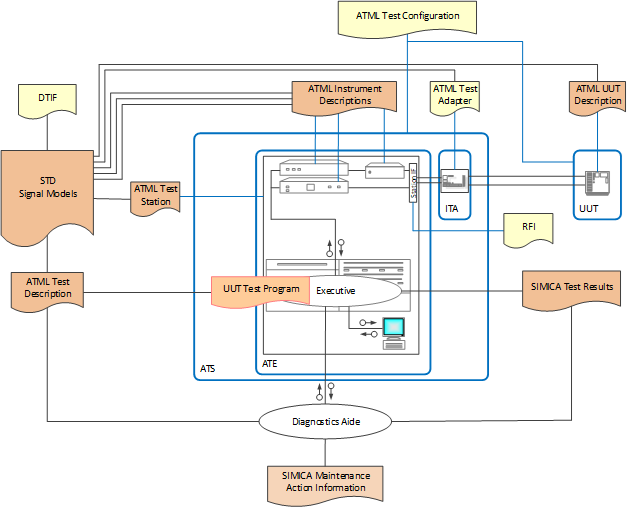 ATML Test Configuration
DTIF
ATML Instrument
Descriptions
ATML Test
Adapter
ATML UUT
Description
STD
Signal Models
ATML Test
Station
Station IF
ITA
UUT
RFI
ATML Test
Description
UUT Test Program
Executive
SIMICA Test Results
ATS
ATE
Diagnostics Aide
SIMICA Maintenance
Action Information